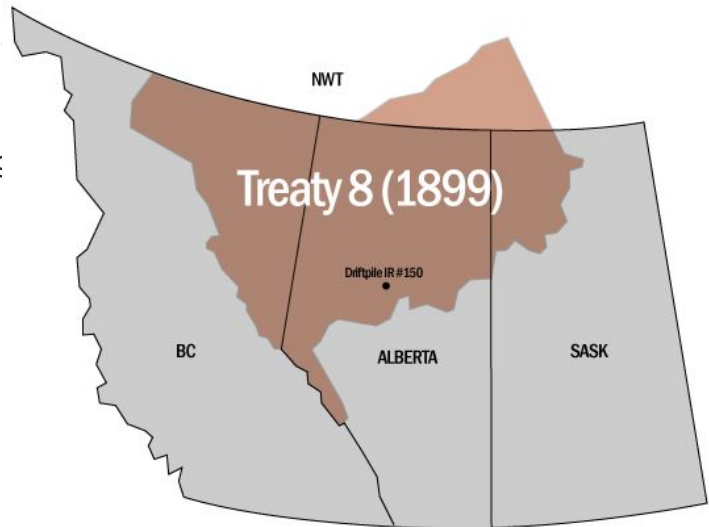 NWT
Treaty 8 (1899)
Driftpile IR #150
BC
ALBERTA
SASK